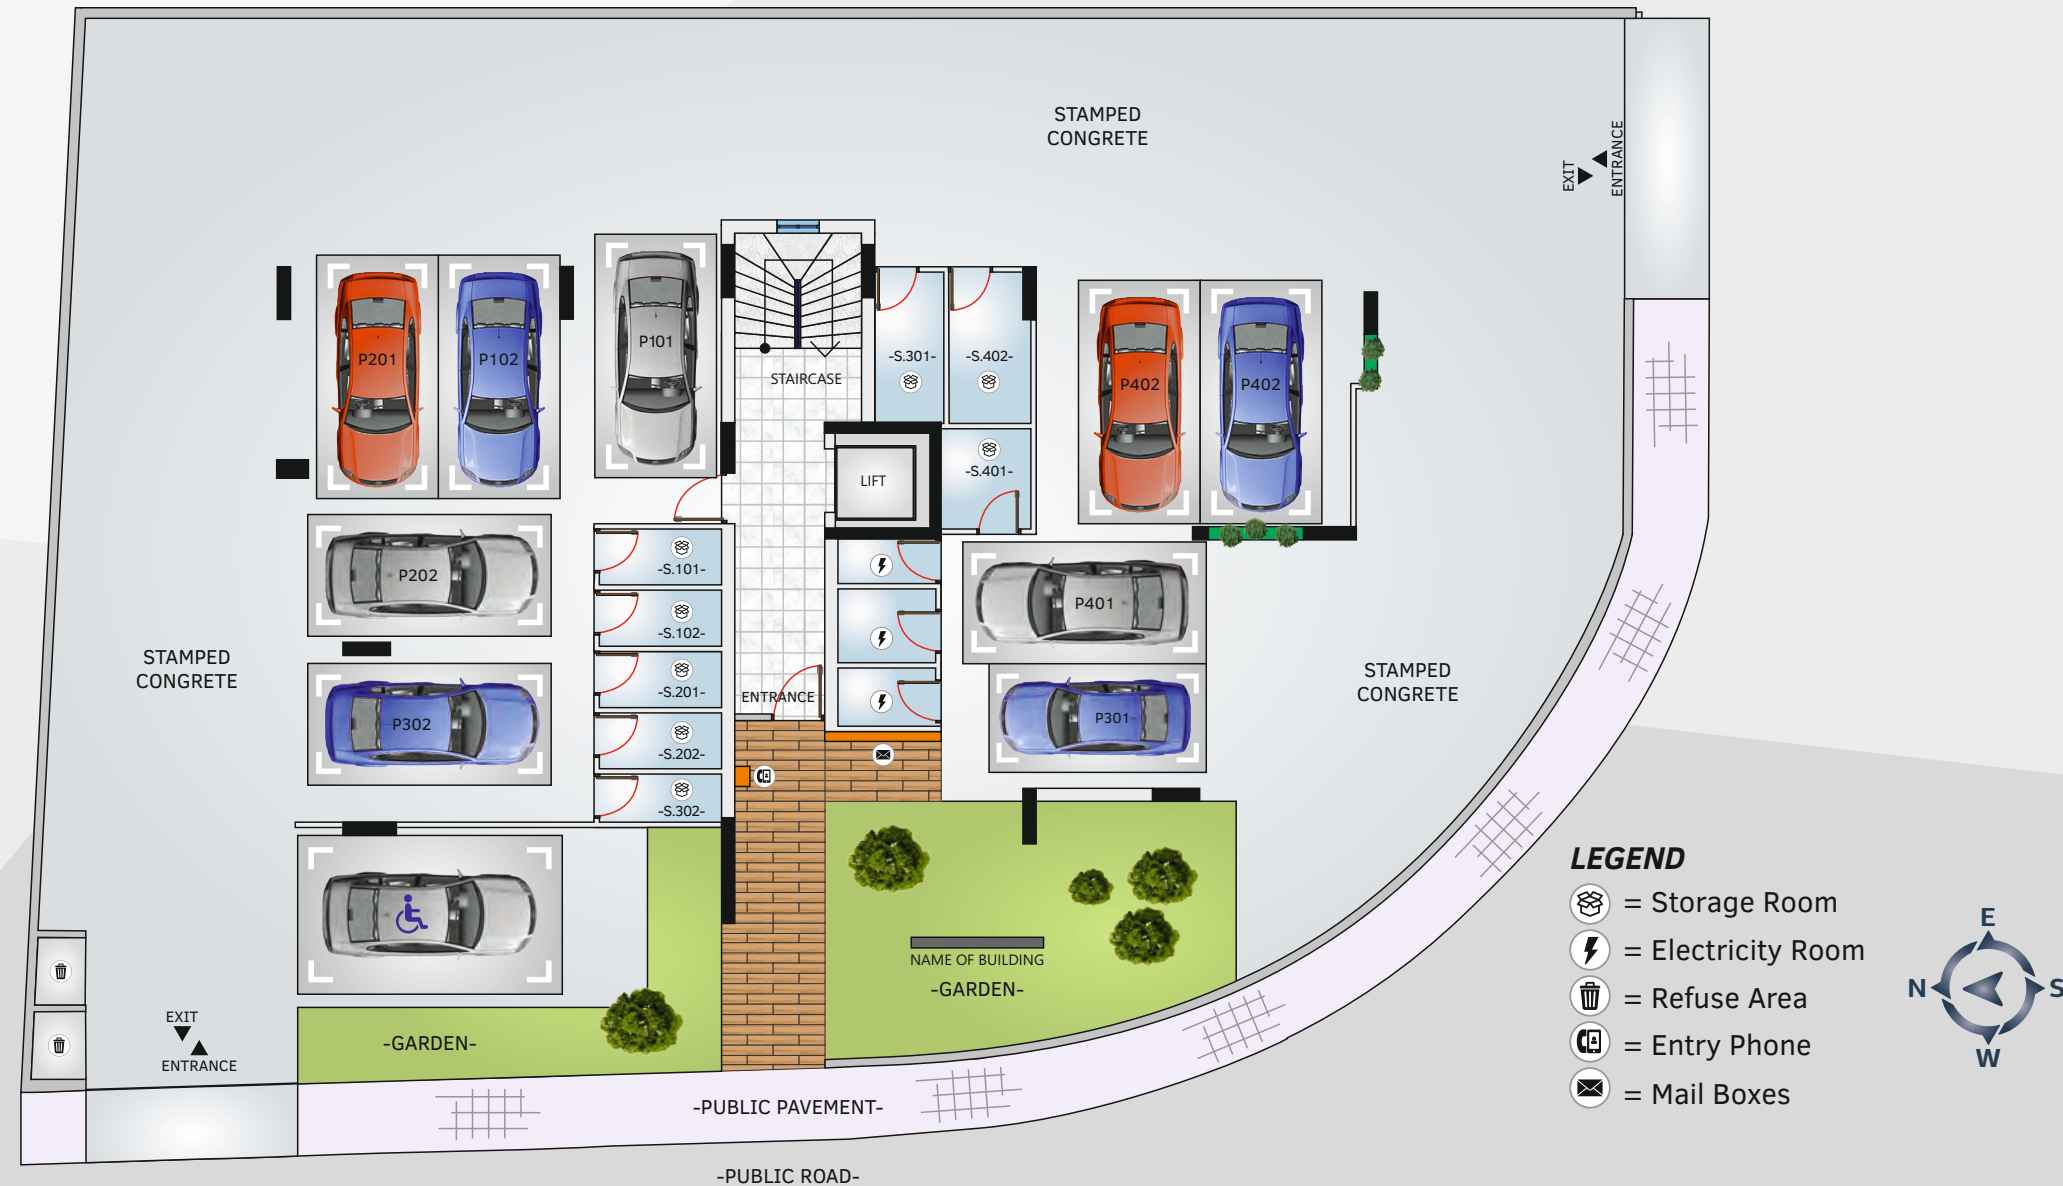 STAMPED
CONGRETE
EXIT
ENTRANCE
P201
P102
P101
-S.301-
-S.402-
P402
P402
STAIRCASE
LIFT
-S.401-
P202
-S.101-
P401
-S.102-
STAMPED
CONGRETE
STAMPED
CONGRETE
-S.201-
ENTRANCE
P302
P301
-S.202-
-S.302-
LEGEND
= Storage Room
= Electricity Room
= Refuse Area
= Entry Phone
= Mail Boxes
E
N
S
W
NAME OF BUILDING
-GARDEN-
EXIT
ENTRANCE
-GARDEN-
-PUBLIC PAVEMENT-
-PUBLIC ROAD-